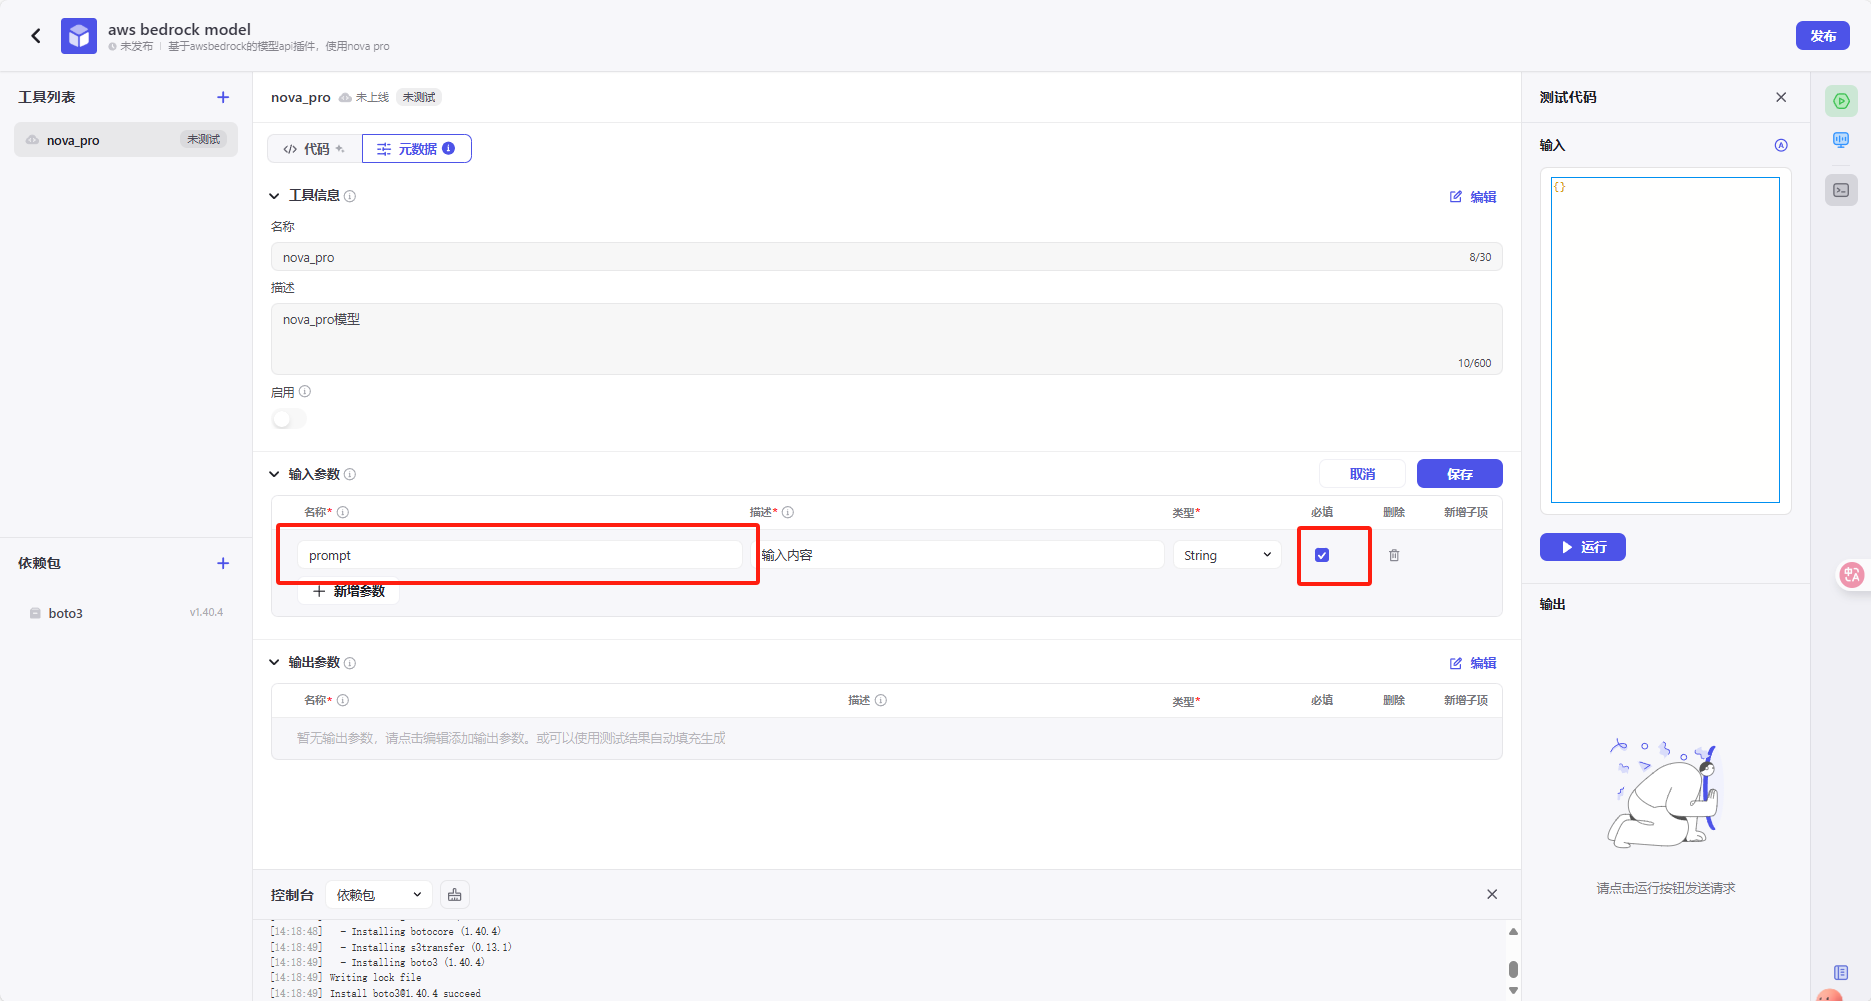 aws bedrock model
未发布 | 基于awsbedrock的模型api插件，使用nova pro
发布
工具列表
nova_pro
未测试
依赖包
boto3
v1.40.4
nova_pro
未上线
未测试
代码
元数据
工具信息
编辑
名称
nova_pro
8/30
描述
nova_pro模型
10/600
启用
输入参数
取消
保存
名称*
描述*
类型*
必填
删除
新增子项
prompt
输入内容
String
新增参数
输出参数
编辑
名称*
描述
类型*
必填
删除
新增子项
暂无输出参数，请点击编辑添加输出参数。或可以使用测试结果自动填充生成
控制台
依赖包
[14:18:48] - Installing botocore (1.40.4)
[14:18:49] - Installing s3transfer (0.13.1)
[14:18:49] - Installing boto3 (1.40.4)
[14:18:49] Writing lock file
[14:18:49] Install boto3@1.40.4 succeed
测试代码
输入
{}
运行
输出
请点击运行按钮发送请求